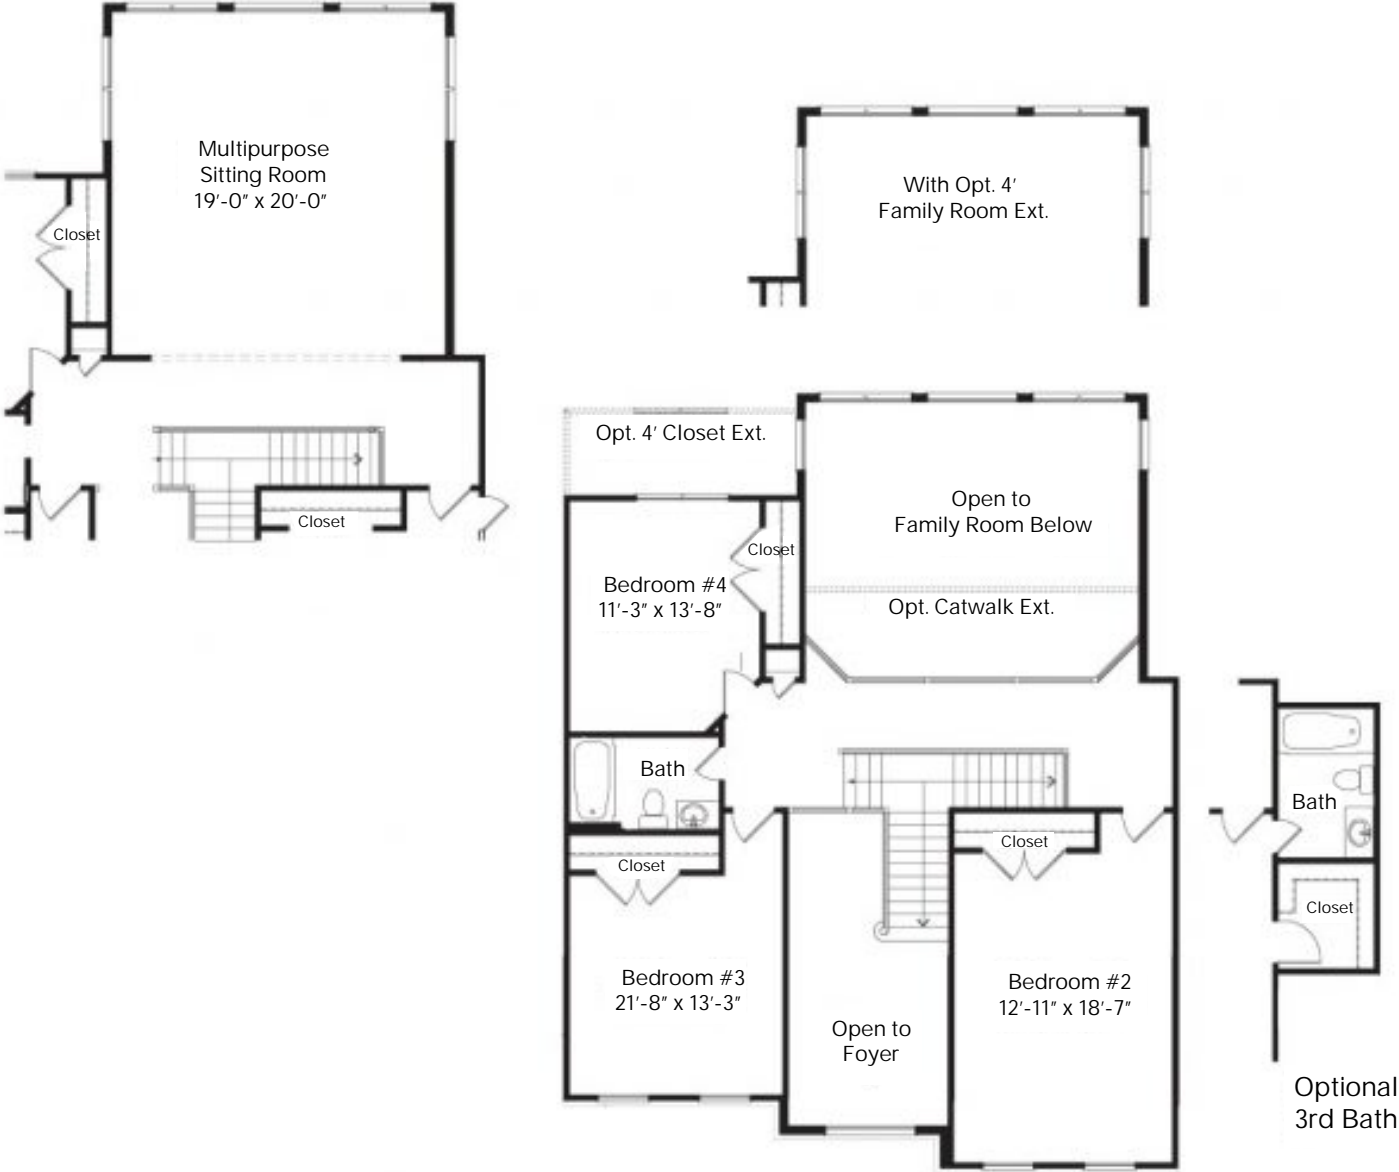 Multipurpose
Sitting Room
19'-0" x 20'-0"
Closet
Closet
With Opt. 4'
Family Room Ext.
Opt. 4' Closet Ext.
Open to
Family Room Below
Closet
Bedroom #4
11'-3" x 13'-8"
Opt. Catwalk Ext.
Bath
Closet
Closet
Bedroom #3
21'-8" x 13'-3"
Bedroom #2
12'-11" x 18'-7"
Open to
Foyer
Bath
Closet
Optional
3rd Bath